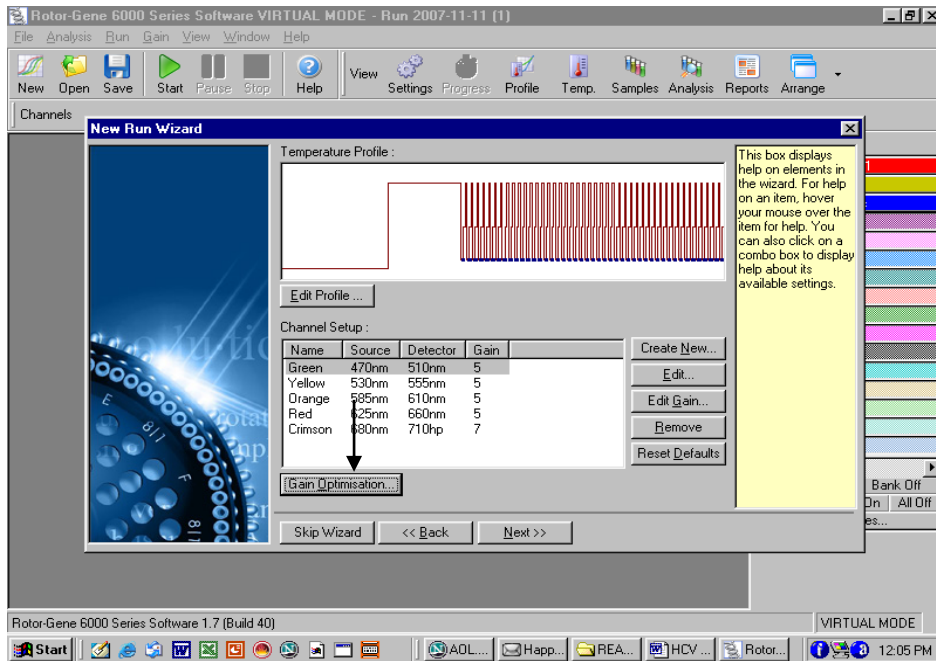 Rotor-Gene 6000 Series Software VIRTUAL MODE - Run 2007-11-11 (1)
File Analysis Run Gain View Window Help
New Open Save Start Pause Stop Help View Settings Progress Profile Temp. Samples Analysis Reports Arrange
Channels
New Run Wizard
Temperature Profile :
Edit Profile ...
Channel Setup :
Name Source Detector Gain
Green 470nm 510nm 5
Yellow 530nm 555nm 5
Orange 585nm 610nm 5
Red 625nm 660nm 5
Crimson 680nm 710hp 7
Create New...
Edit...
Edit Gain...
Remove
Reset Defaults
Gain Optimisation...
Skip Wizard << Back Next >>
This box displays
help on elements in
the wizard. For help
on an item, hover
your mouse over the
item for help. You
can also click on a
combo box to display
help about its
available settings.
Bank Off
On All Off
es...
Rotor-Gene 6000 Series Software 1.7 (Build 40) VIRTUAL MODE
Start AOL.... Happ... REA... HCV ... Rotor... 12:05 PM